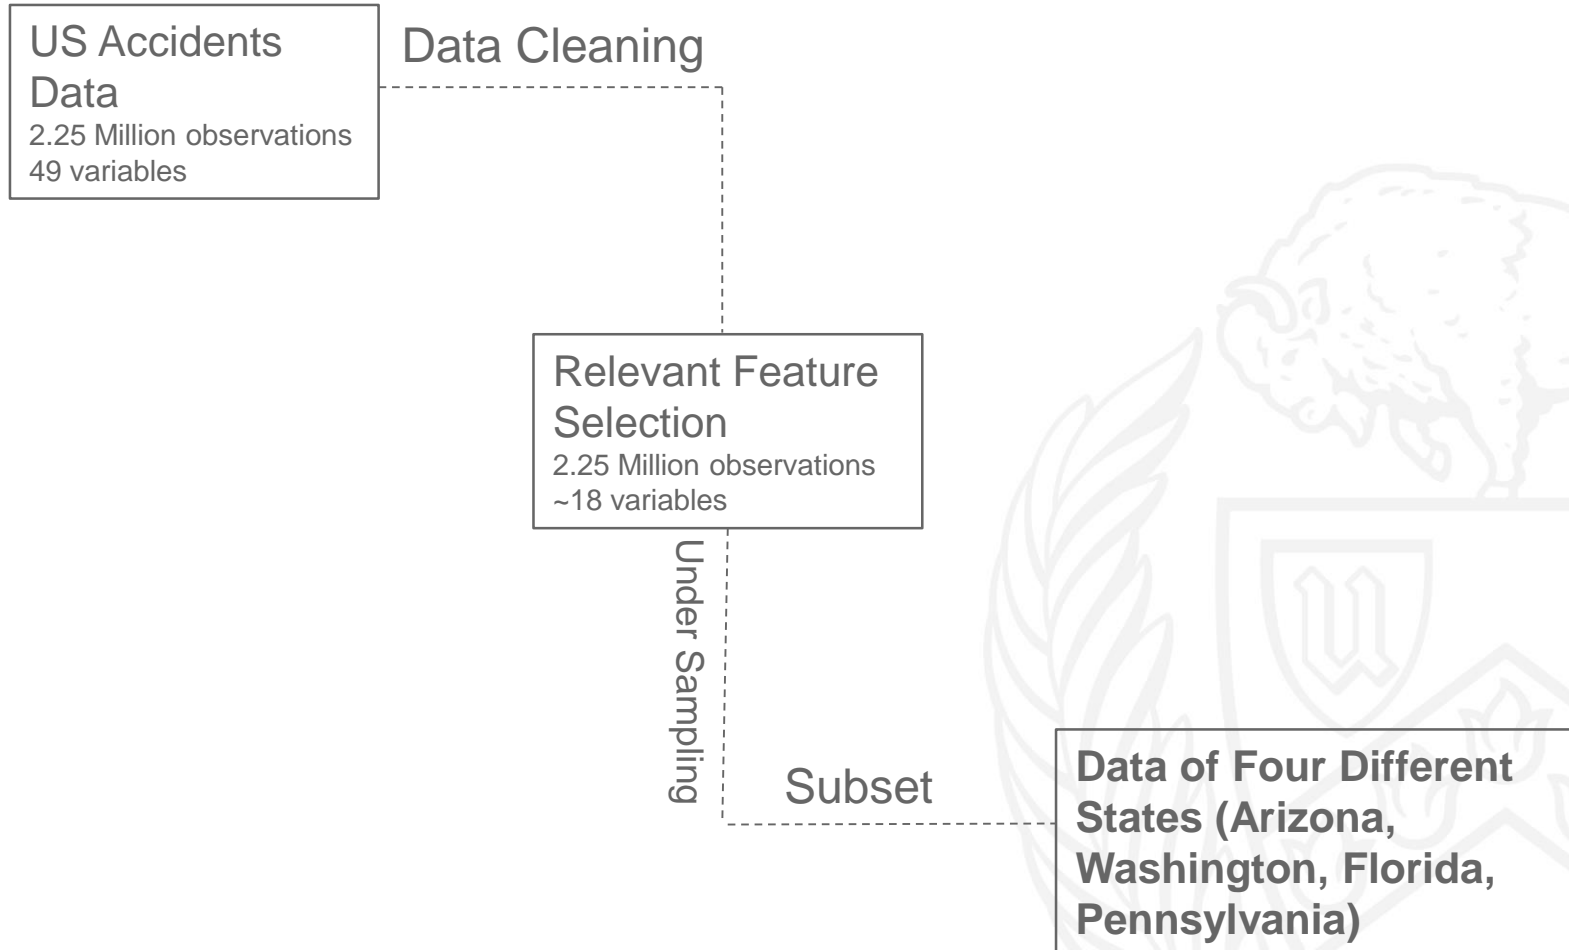 US Accidents
Data
2.25 Million observations
49 variables
Data Cleaning
Relevant Feature
Selection
2.25 Million observations
~18 variables
Under Sampling
Subset
Data of Four Different
States (Arizona,
Washington, Florida,
Pennsylvania)